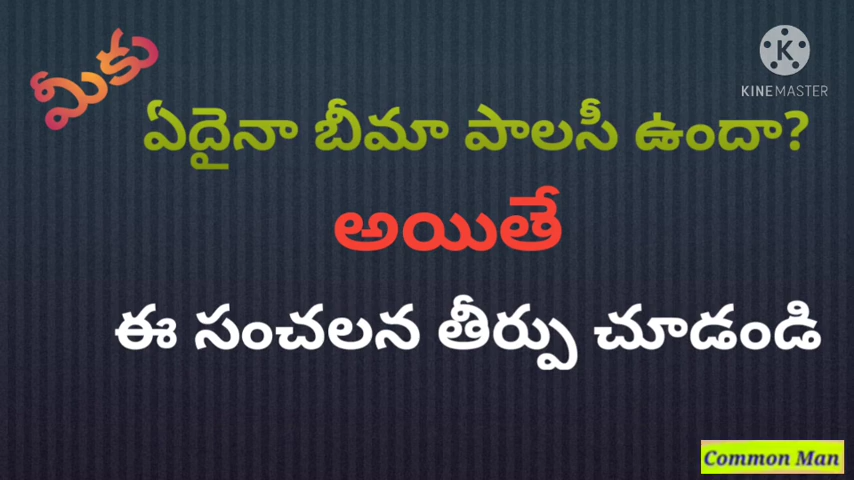 మీకు
K
KINEMASTER
ఏదైనా బీమా పాలసీ ఉందా?
అయితే
ఈ సంచలన తీర్పు చూడండి
Common Man